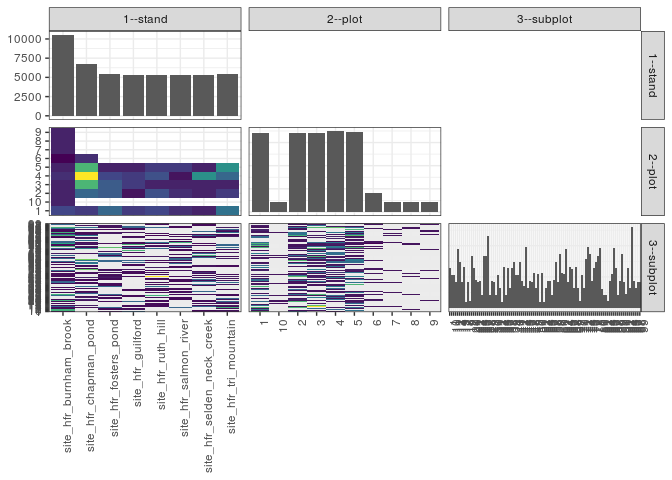 1--stand
2--plot
3--subplot
10000
7500
5000
2500
0
1--stand
9
8
7
6
5
4
3
2
10
1
2--plot
3--subplot
site_hfr_burnham_brook
site_hfr_chapman_pond
site_hfr_fosters_pond
site_hfr_guilford
site_hfr_ruth_hill
site_hfr_salmon_river
site_hfr_selden_neck_creek
site_hfr_tri_mountain
1
10
2
3
4
5
6
7
8
9